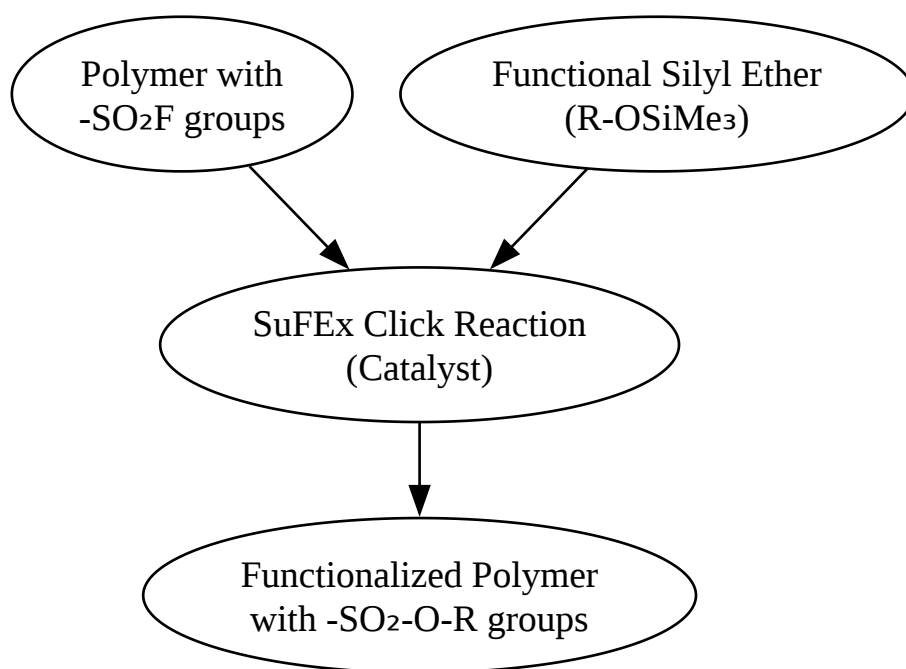 Polymer with
-SO₂F groups
Functional Silyl Ether
(R-OSiMe₃)
SuFEx Click Reaction
(Catalyst)
Functionalized Polymer
with -SO₂-O-R groups